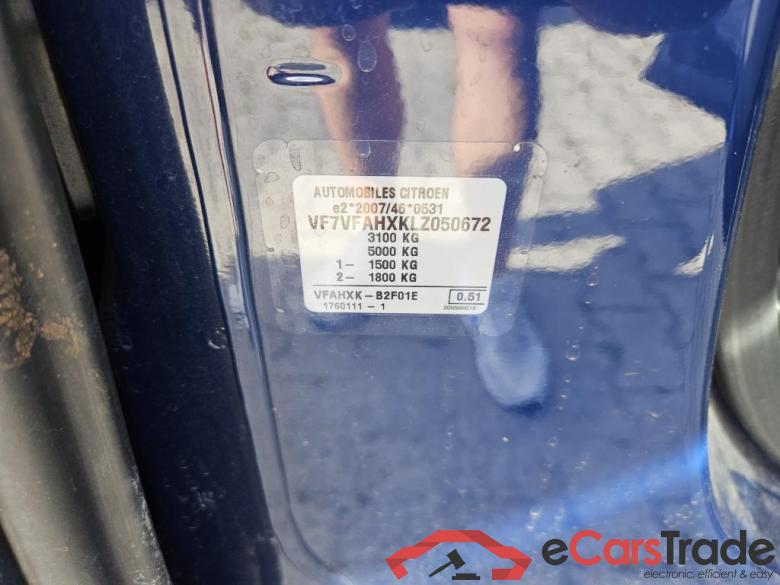 AUTOMOBILES CITROEN
e2*2007/46*0531
VF7VFAHXKLZ050672
3100 KG
5000 KG
1- 1500 KG
2- 1800 KG
VFAHXK-B2F01E 0.51
1760111 - 1
eCarsTrade
electronic, efficient & easy